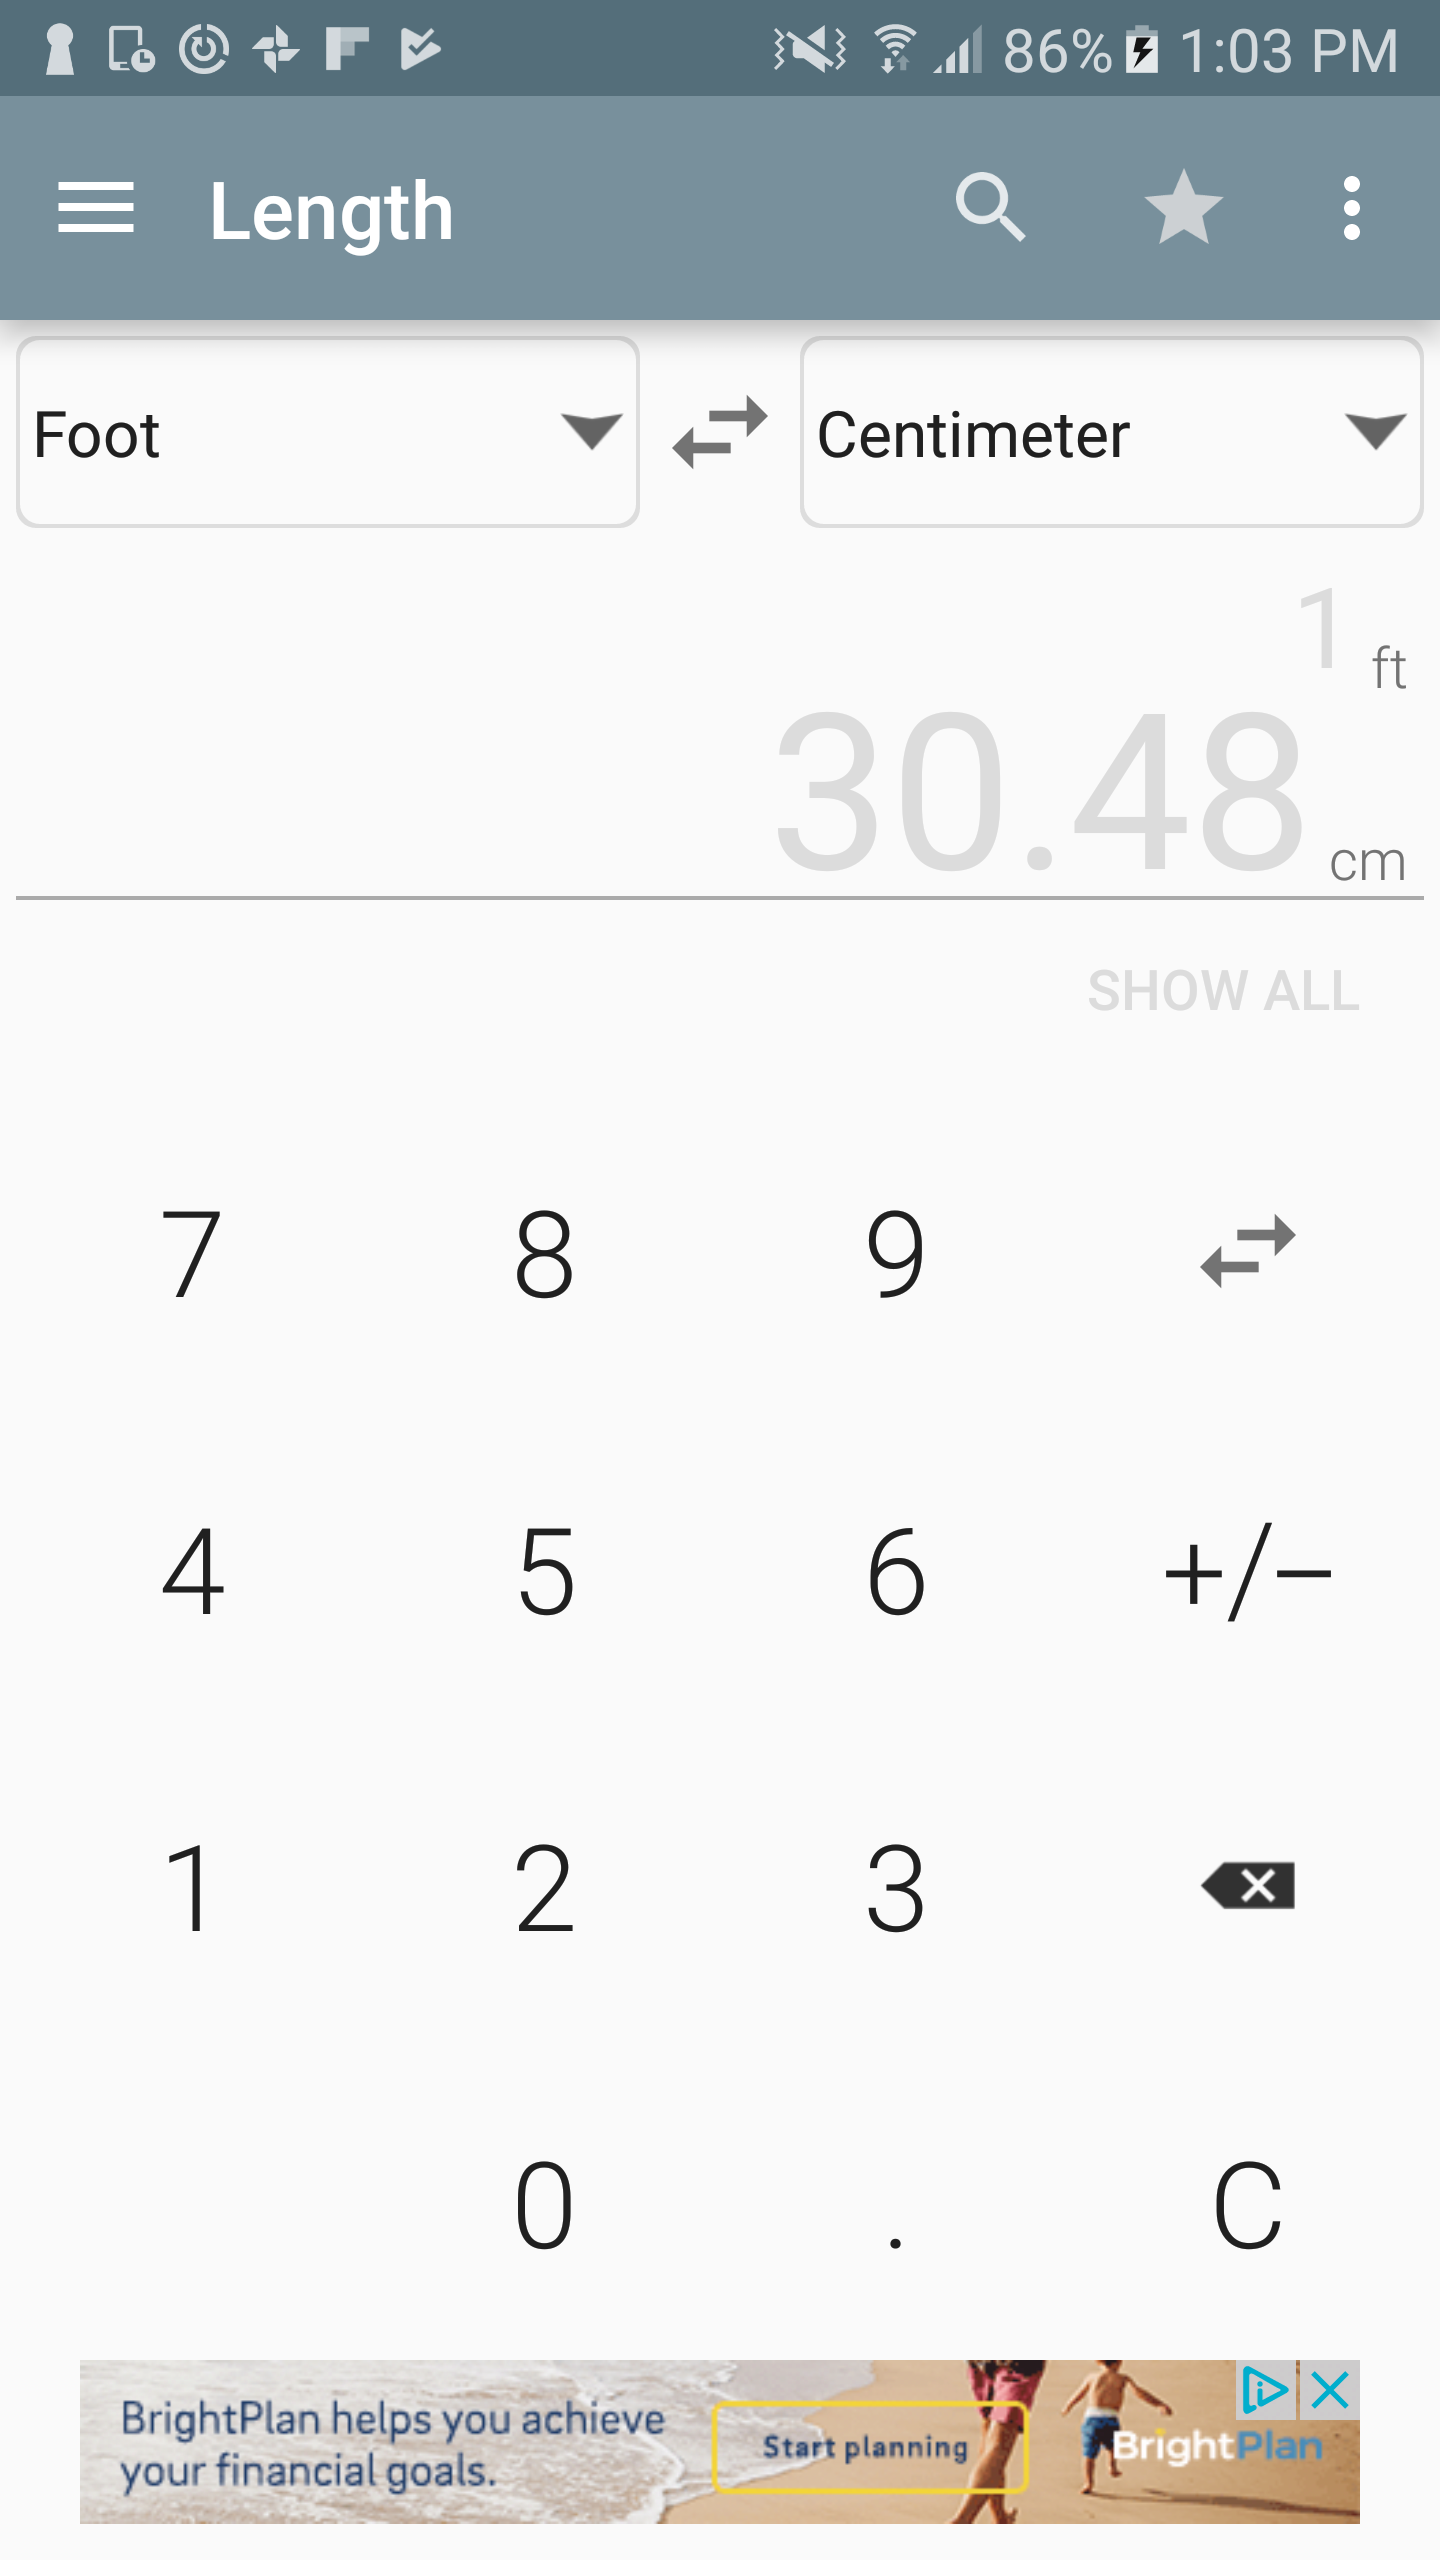 86% 1:03 PM
Length
Foot
Centimeter
1 ft
30.48 cm
SHOW ALL
7 8 9
4 5 6 +/−
1 2 3
0 . C
BrightPlan helps you achieve
your financial goals.
Start planning
BrightPlan